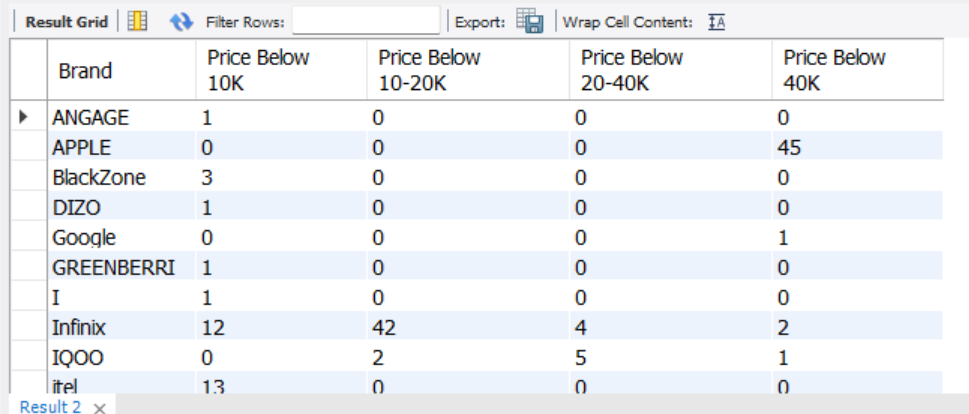 Result Grid Filter Rows: Export: Wrap Cell Content: IA
Brand Price Below 10K Price Below 10-20K Price Below 20-40K Price Below 40K
ANGAGE 1 0 0 0
APPLE 0 0 0 45
BlackZone 3 0 0 0
DIZO 1 0 0 0
Google 0 0 0 1
GREENBERRI 1 0 0 0
I 1 0 0 0
Infinix 12 42 4 2
IQOO 0 2 5 1
itel 13 0 0 0
Result 2 ×